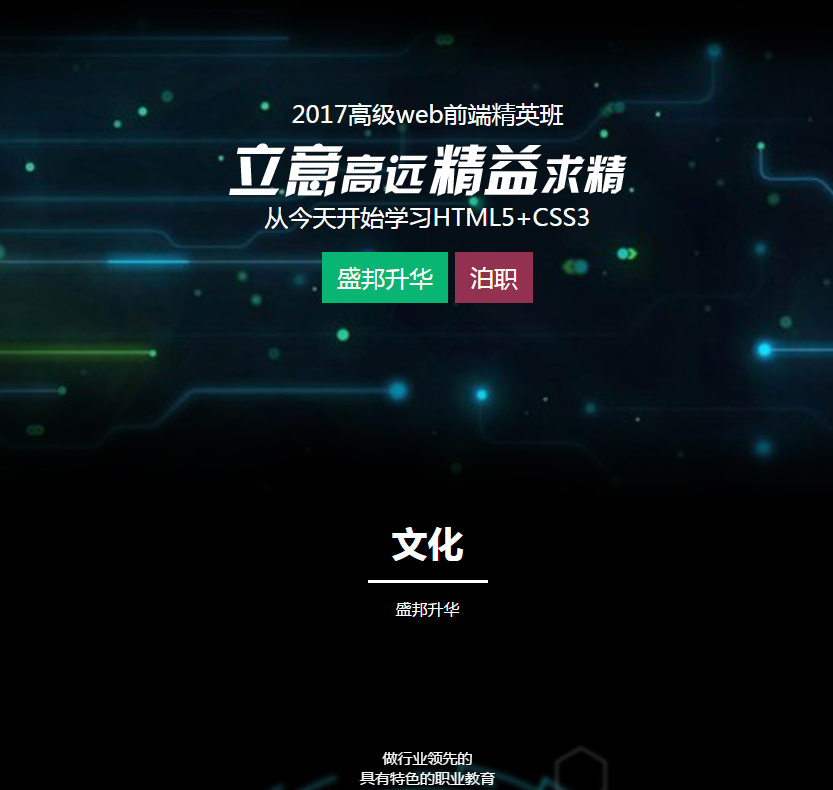 2017高级web前端精英班
立意高远 精益求精
从今天开始学习HTML5+CSS3
盛邦升华 泊职
文化
盛邦升华
做行业领先的
具有特色的职业教育